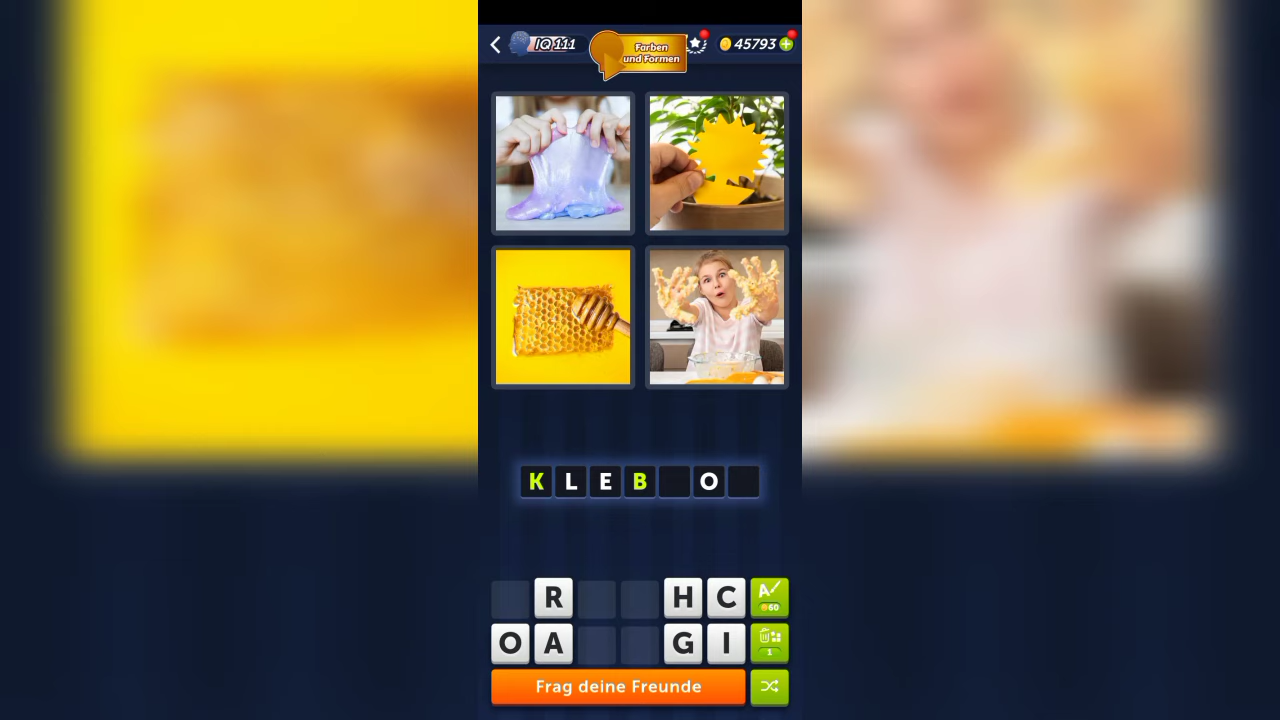 IQ 111
Farben
und Formen
45793
K L E B O
R H C
60
O A G I
1
Frag deine Freunde